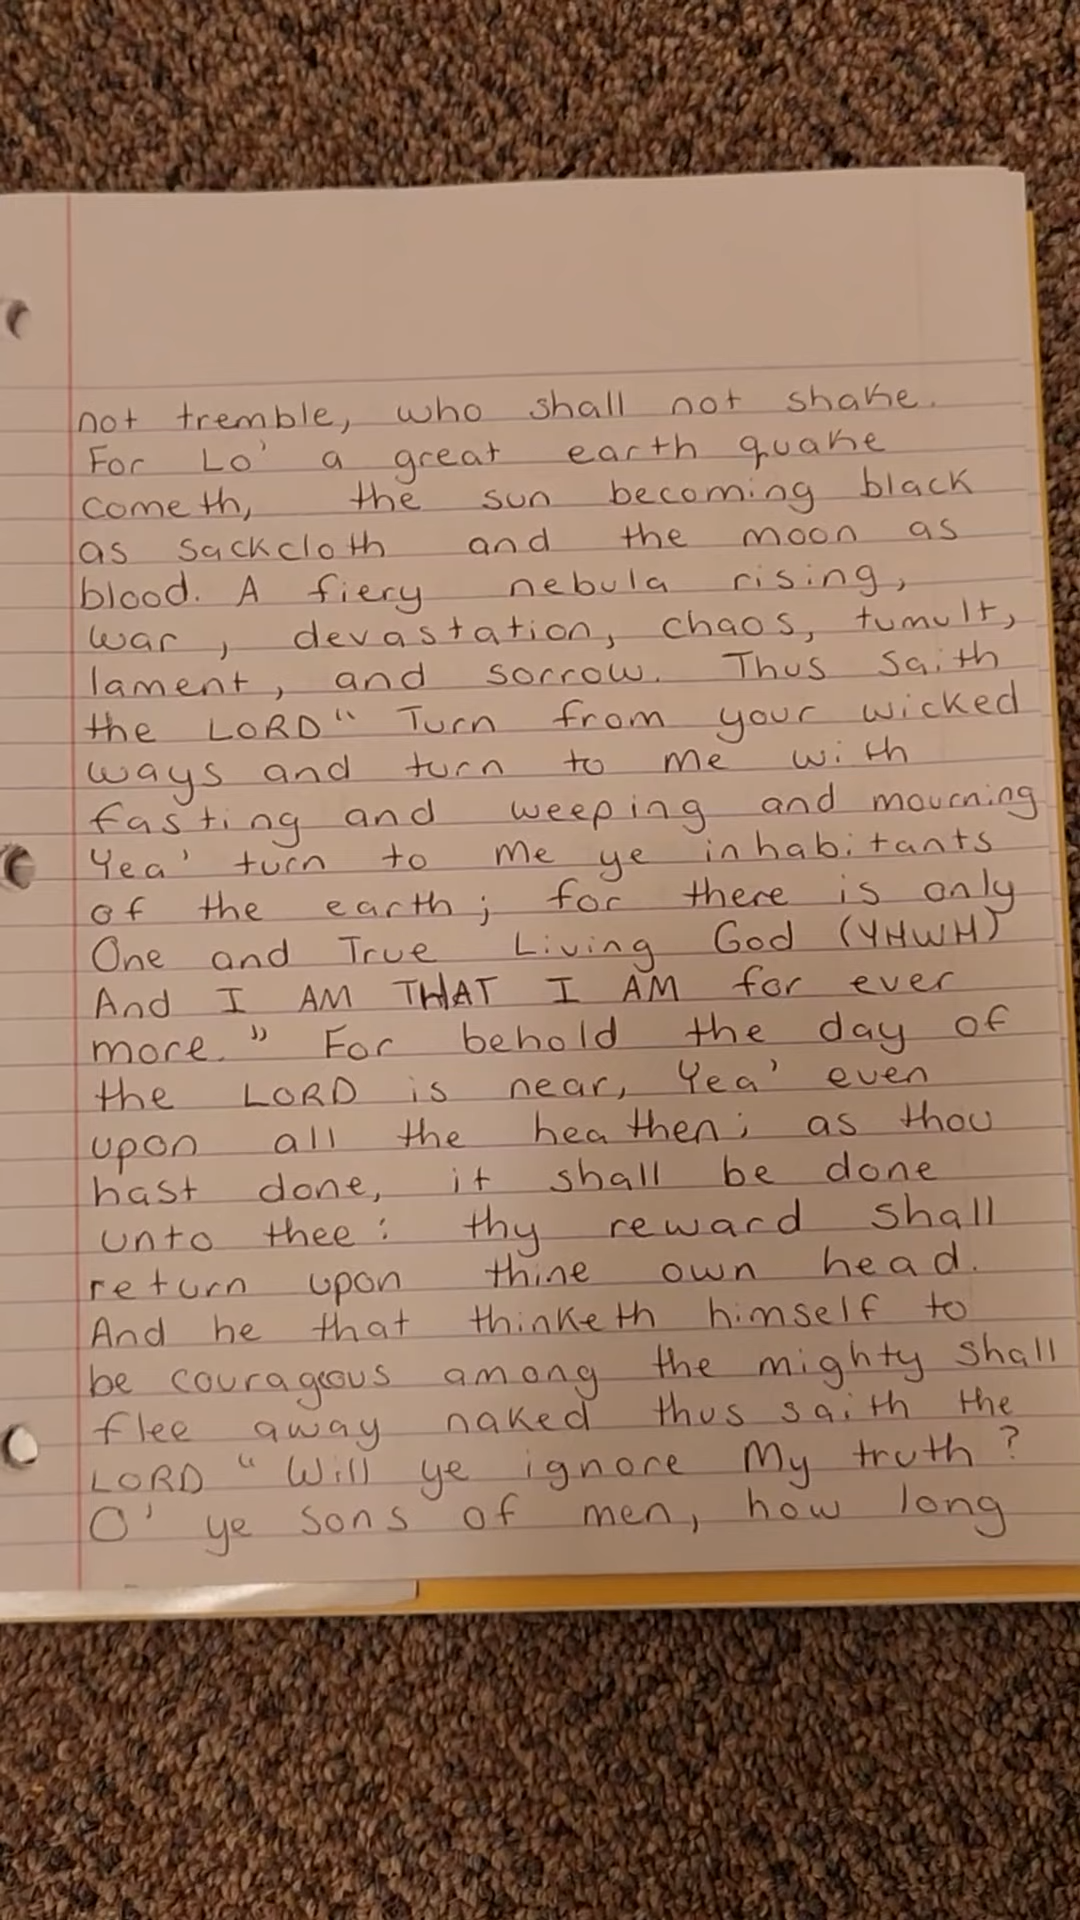 not tremble, who shall not shake.
For Lo' a great earth quake
cometh, the sun becoming black
as sackcloth and the moon as
blood. A fiery nebula rising,
war, devastation, chaos, tumult,
lament, and sorrow. Thus saith
the LORD "Turn from your wicked
ways and turn to me with
fasting and weeping and mourning
Yea' turn to me ye inhabitants
of the earth; for there is only
One and True Living God (YHWH)
And I AM THAT I AM for ever
more." For behold the day of
the LORD is near, Yea' even
upon all the heathen; as thou
hast done, it shall be done
unto thee: thy reward shall
return upon thine own head.
And he that thinketh himself to
be courageous among the mighty shall
flee away naked thus saith the
LORD "Will ye ignore My truth?
O' ye sons of men, how long